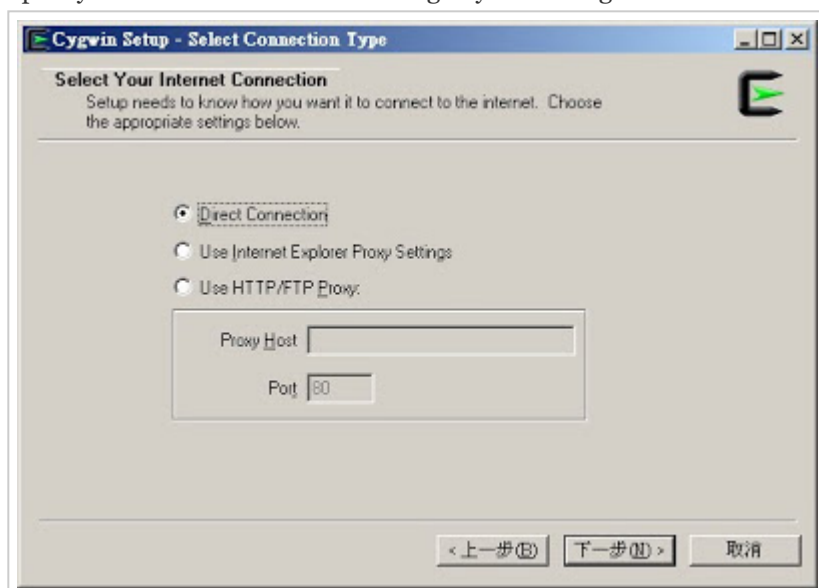 Cygwin Setup - Select Connection Type
Select Your Internet Connection
Setup needs to know how you want it to connect to the internet. Choose
the appropriate settings below.
Direct Connection
Use Internet Explorer Proxy Settings
Use HTTP/FTP Proxy:
Proxy Host
Port 80
<上一步(B) 下一步(N)> 取消